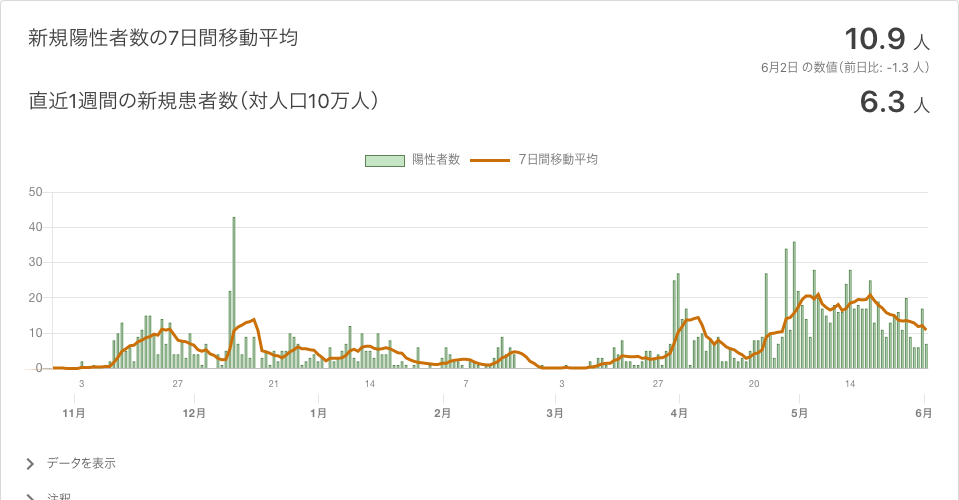 新規陽性者数の7日間移動平均
10.9 人
6月2日 の数値（前日比: -1.3 人）
直近1週間の新規患者数（対人口10万人）
6.3 人
陽性者数 7日間移動平均
50
40
30
20
10
0
3 27 21 14 7 3 27 20 14
11月 12月 1月 2月 3月 4月 5月 6月
データを表示
注釈